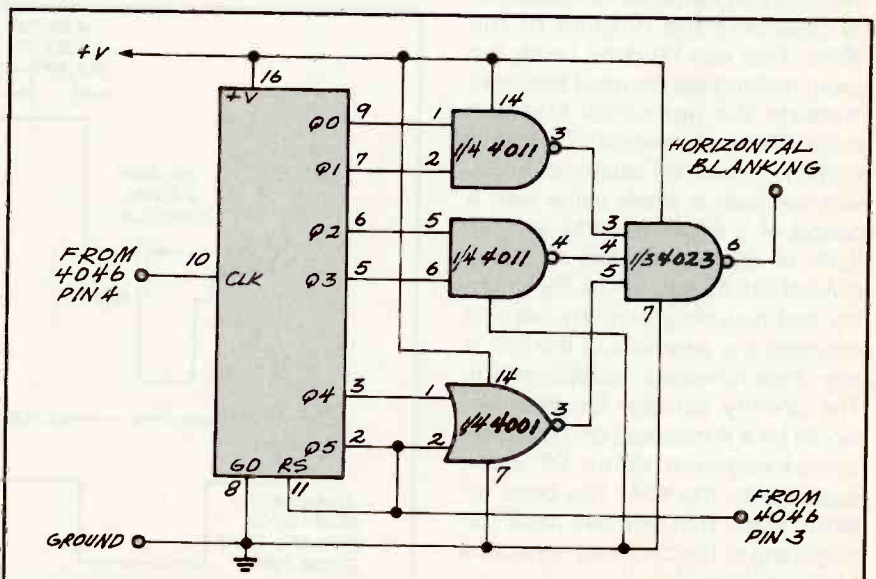 +V
16
+V
Q0 9
1
14
1/4 4011
3
Q1 7
2
HORIZONTAL
BLANKING
Q2 6
5
1/4 4011
4
3
4
5
1/3 4023
6
7
FROM
4046
PIN 4
10
CLK
Q3 5
6
Q4 3
1
14
1/4 4001
3
Q5 2
2
7
GD
RS
8
11
FROM
4046
PIN 3
GROUND